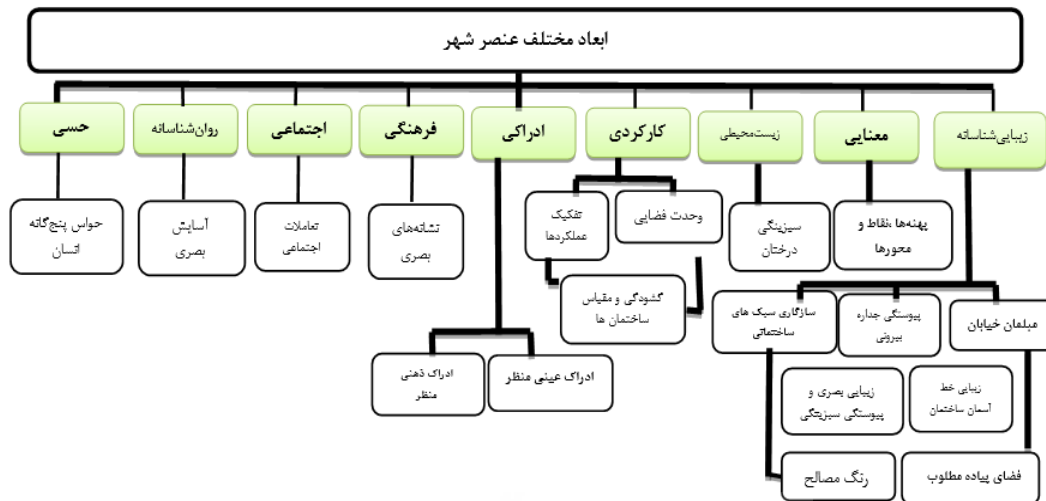 ابعاد مختلف عنصر شهر
زیبایی‌شناسانه
معنایی
زیست‌محیطی
کارکردی
ادراکی
فرهنگی
اجتماعی
روان‌شناسانه
حسی
پهنه‌ها ،نقاط و
محورها
سبزینگی
درختان
وحدت فضایی
تفکیک
عملکردها
نشانه‌های
بصری
تعاملات
اجتماعی
آسایش
بصری
حواس پنج‌گانه
انسان
گشودگی و مقیاس
ساختمان ها
مبلمان خیابان
پیوستگی جداره
بیرونی
سازگاری سبک های
ساختمانی
ادراک عینی منظر
ادراک ذهنی
منظر
زیبایی خط
آسمان ساختمان
زیبایی بصری و
پیوستگی سبزینگی
فضای پیاده مطلوب
رنگ مصالح